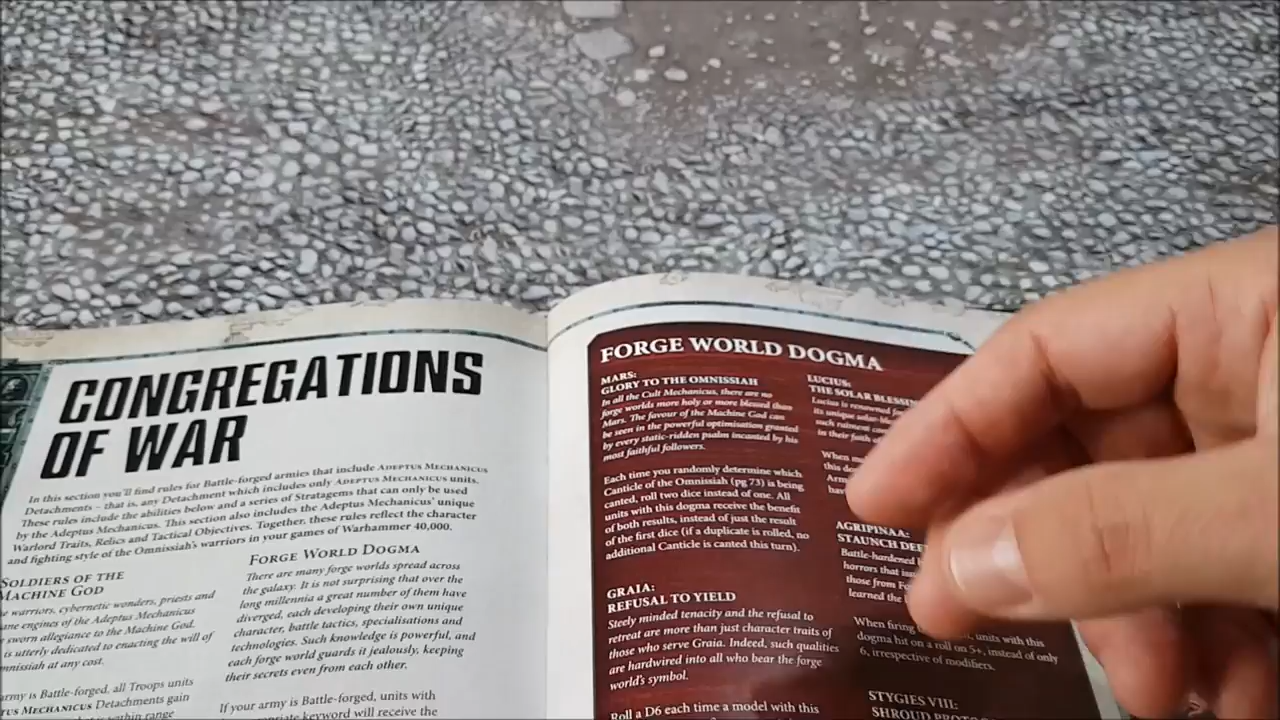 CONGREGATIONS
OF WAR
In this section you'll find rules for Battle-forged armies that include ADEPTUS MECHANICUS
Detachments – that is, any Detachment which includes only ADEPTUS MECHANICUS units.
These rules include the abilities below and a series of Stratagems that can only be used
by the Adeptus Mechanicus. This section also includes the Adeptus Mechanicus' unique
Warlord Traits, Relics and Tactical Objectives. Together, these rules reflect the character
and fighting style of the Omnissiah's warriors in your games of Warhammer 40,000.
SOLDIERS OF THE
MACHINE GOD
warriors, cybernetic wonders, priests and
engines of the Adeptus Mechanicus
sworn allegiance to the Machine God.
is utterly dedicated to enacting the will of
at any cost.
army is Battle-forged, all Troops units
MECHANICUS Detachments gain
within range
FORGE WORLD DOGMA
There are many forge worlds spread across
the galaxy. It is not surprising that over the
long millennia a great number of them have
diverged, each developing their own unique
character, battle tactics, specialisations and
technologies. Such knowledge is powerful, and
each forge world guards it jealously, keeping
their secrets even from each other.
If your army is Battle-forged, units with
keyword will receive the
FORGE WORLD DOGMA
MARS:
GLORY TO THE OMNISSIAH
In all the Cult Mechanicus, there are no
forge worlds more holy or more blessed than
Mars. The favour of the Machine God can
be seen in the powerful optimisation granted
by every static-ridden psalm incanted by his
most faithful followers.
Each time you randomly determine which
Canticle of the Omnissiah (pg 73) is being
canted, roll two dice instead of one. All
units with this dogma receive the benefit
of both results, instead of just the result
of the first dice (if a duplicate is rolled, no
additional Canticle is canted this turn).
GRAIA:
REFUSAL TO YIELD
Steely minded tenacity and the refusal to
retreat are more than just character traits of
those who serve Graia. Indeed, such qualities
are hardwired into all who bear the forge
world's symbol.
Roll a D6 each time a model with this
LUCIUS:
THE SOLAR
Lucius is renowned
its unique
such raiment
in their faith
When
this
AGRIPINAA:
STAUNCH
Battle-hardened
horrors that
those from
learned the
When firing units with this
dogma hit on a roll on 5+, instead of only
6, irrespective of modifiers.
STYGIES VIII:
SHROUD